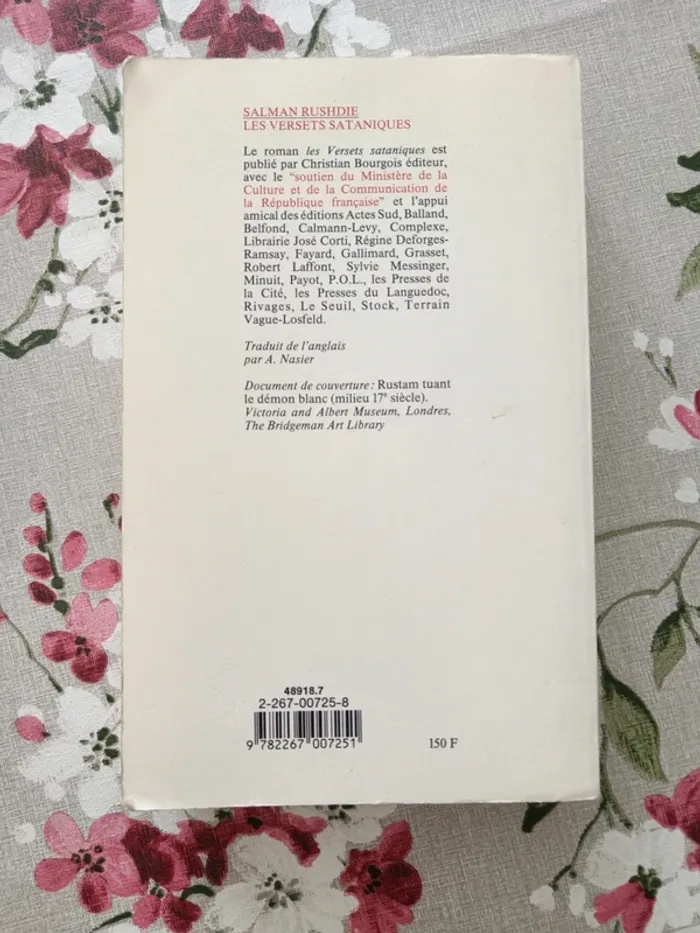 SALMAN RUSHDIE
LES VERSETS SATANIQUES
Le roman les Versets sataniques est
publié par Christian Bourgois éditeur,
avec le "soutien du Ministère de la
Culture et de la Communication de
la République française" et l'appui
amical des éditions Actes Sud, Balland,
Belfond, Calmann-Levy, Complexe,
Librairie José Corti, Régine Deforges-
Ramsay, Fayard, Gallimard, Grasset,
Robert Laffont, Sylvie Messinger,
Minuit, Payot, P.O.L., les Presses de
la Cité, les Presses du Languedoc,
Rivages, Le Seuil, Stock, Terrain
Vague-Losfeld.
Traduit de l'anglais
par A. Nasier
Document de couverture : Rustam tuant
le démon blanc (milieu 17e siècle).
Victoria and Albert Museum, Londres,
The Bridgeman Art Library
48918.7
2-267-00725-8
9 782267 007251
150 F